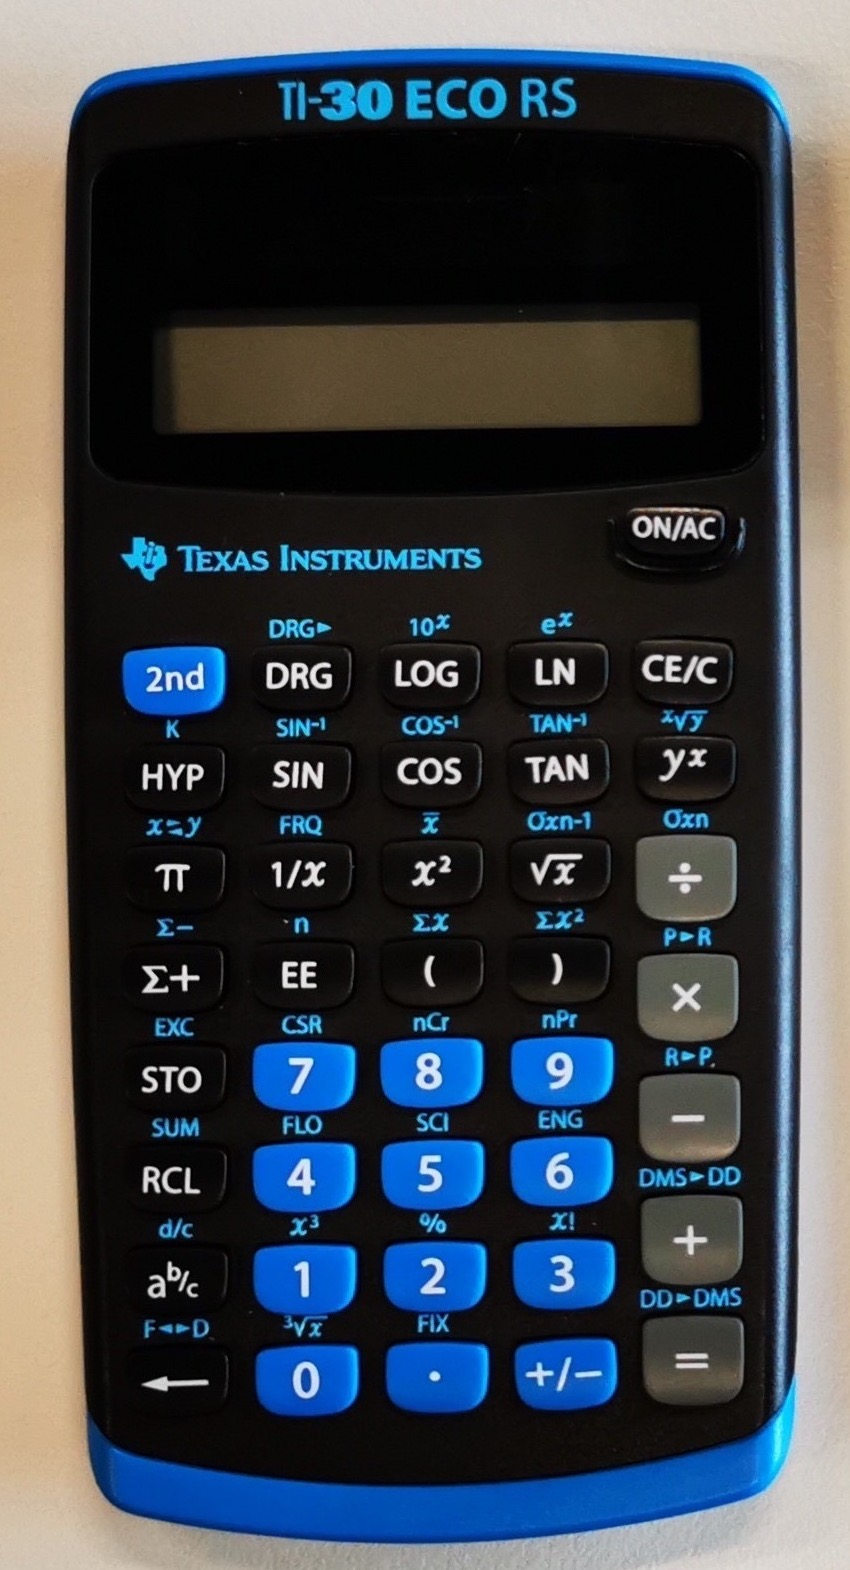 TI-30 ECO RS
ON/AC
TEXAS INSTRUMENTS
DRG► 10ˣ eˣ
2nd DRG LOG LN CE/C
K SIN⁻¹ COS⁻¹ TAN⁻¹ ˣ√y
HYP SIN COS TAN yˣ
x⇆y FRQ x̅ σxn-1 σxn
π 1/x x² √x ÷
Σ- n Σx Σx² P►R
Σ+ EE ( ) ×
EXC CSR nCr nPr R►P
STO 7 8 9 −
SUM FLO SCI ENG DMS►DD
RCL 4 5 6 +
d/c x³ % x! DD►DMS
ab/c 1 2 3 =
F◄►D ³√x FIX
← 0 . +/−